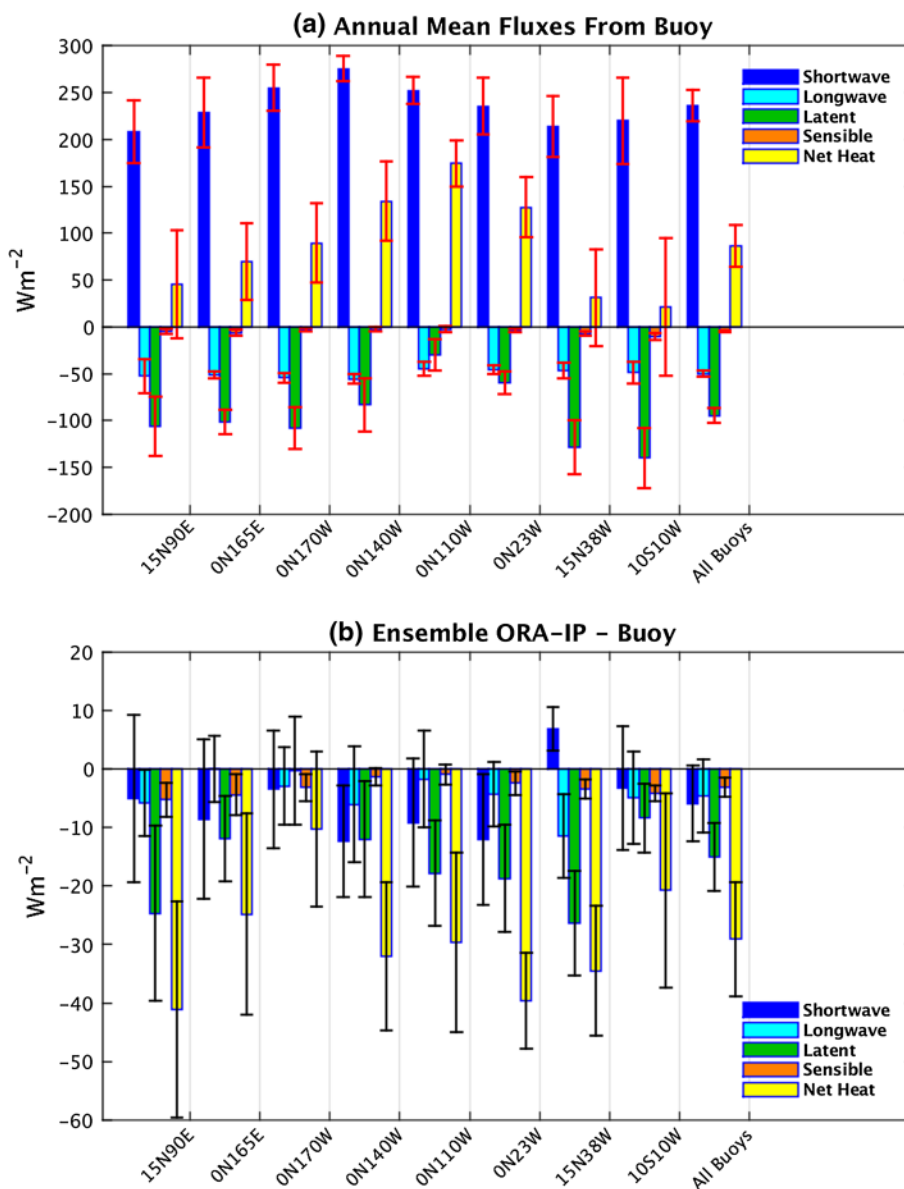 (a) Annual Mean Fluxes From Buoy
300
250
200
150
100
50
0
-50
-100
-150
-200
Wm⁻²
Shortwave
Longwave
Latent
Sensible
Net Heat
15N90E
0N165E
0N170W
0N140W
0N110W
0N23W
15N38W
10S10W
All Buoys
(b) Ensemble ORA-IP - Buoy
20
10
0
-10
-20
-30
-40
-50
-60
Wm⁻²
Shortwave
Longwave
Latent
Sensible
Net Heat
15N90E
0N165E
0N170W
0N140W
0N110W
0N23W
15N38W
10S10W
All Buoys